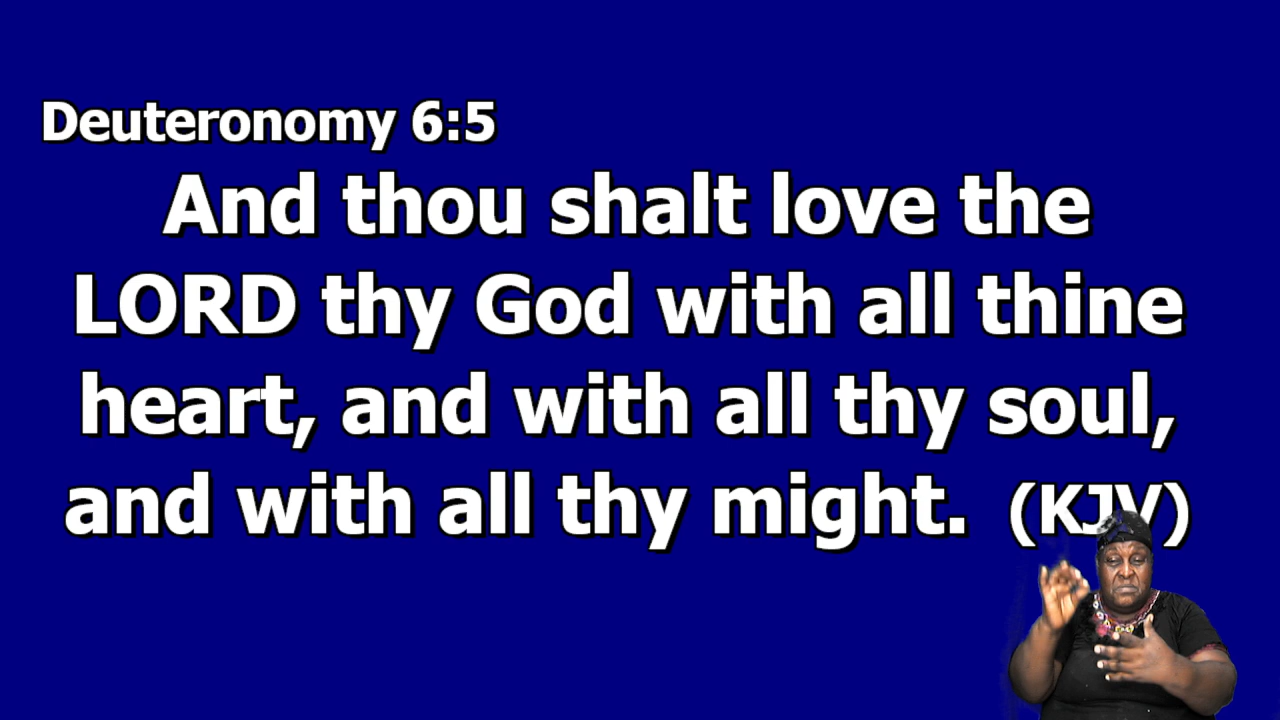 Deuteronomy 6:5
And thou shalt love the
LORD thy God with all thine
heart, and with all thy soul,
and with all thy might. (KJV)